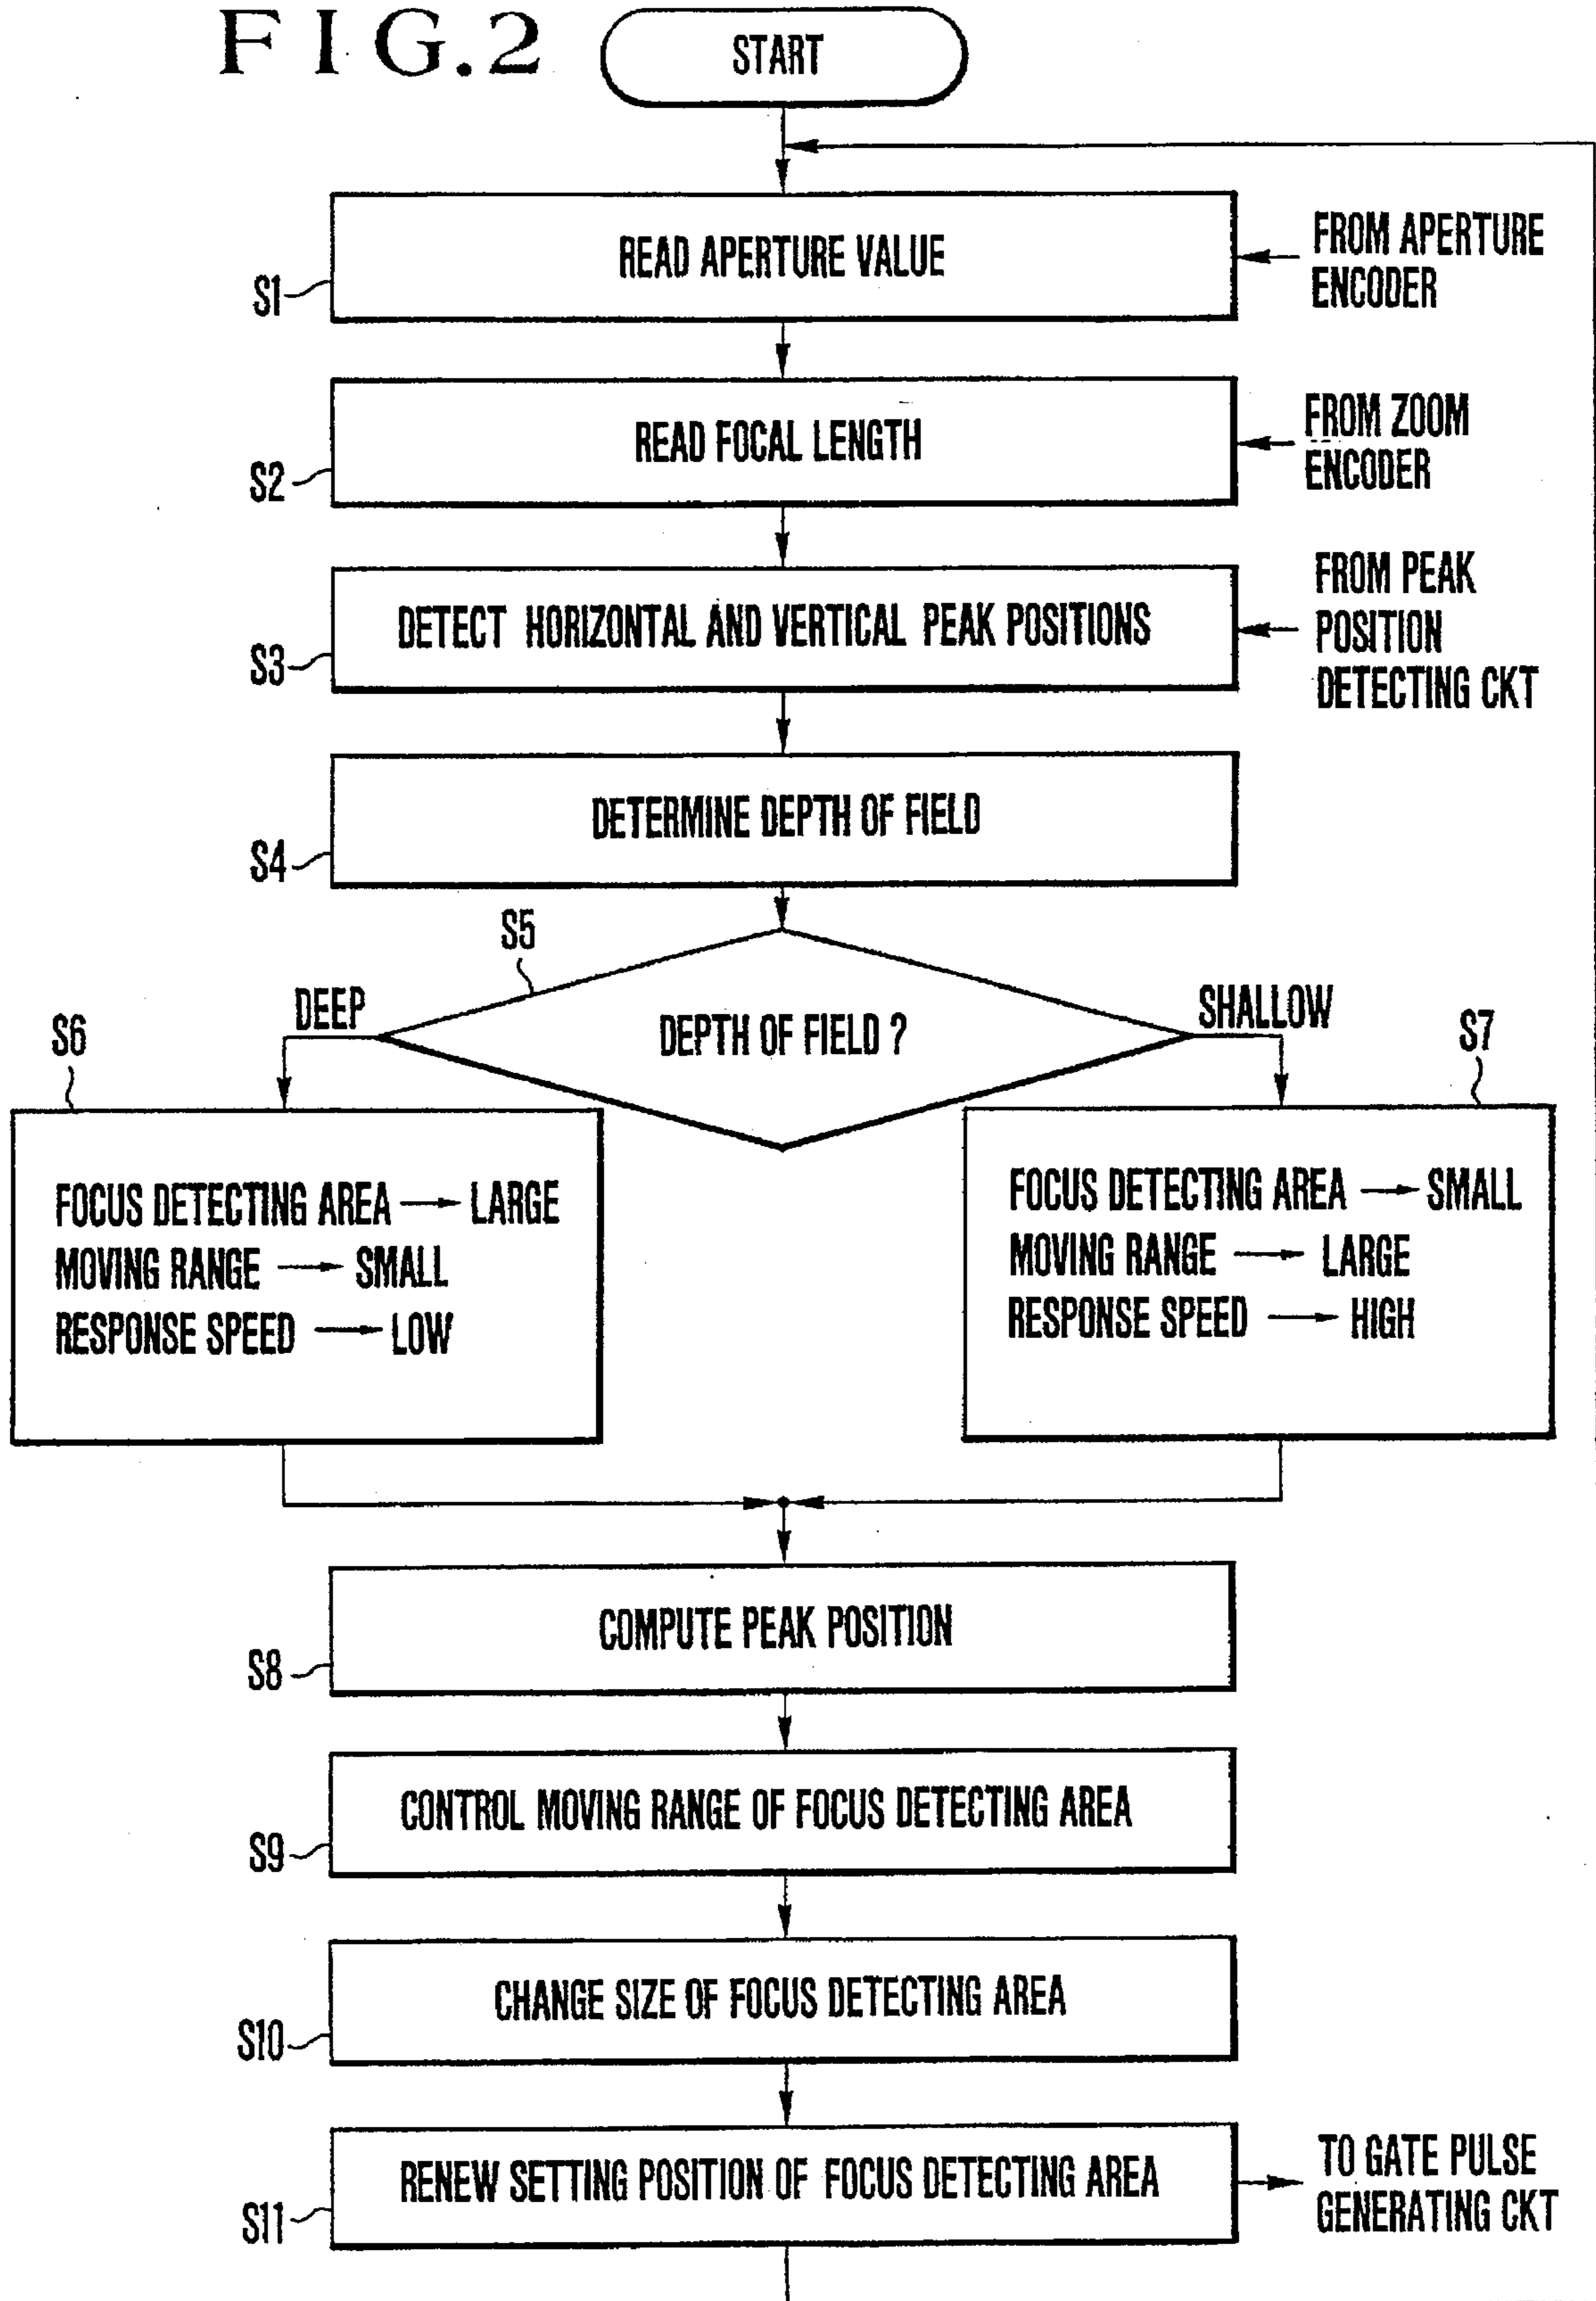 FIG.2
START
READ APERTURE VALUE
FROM APERTURE
ENCODER
S1
READ FOCAL LENGTH
FROM ZOOM
ENCODER
S2
DETECT HORIZONTAL AND VERTICAL PEAK POSITIONS
FROM PEAK
POSITION
DETECTING CKT
S3
DETERMINE DEPTH OF FIELD
S4
S5
DEPTH OF FIELD ?
DEEP
SHALLOW
S6
FOCUS DETECTING AREA → LARGE
MOVING RANGE → SMALL
RESPONSE SPEED → LOW
S7
FOCUS DETECTING AREA → SMALL
MOVING RANGE → LARGE
RESPONSE SPEED → HIGH
COMPUTE PEAK POSITION
S8
CONTROL MOVING RANGE OF FOCUS DETECTING AREA
S9
CHANGE SIZE OF FOCUS DETECTING AREA
S10
RENEW SETTING POSITION OF FOCUS DETECTING AREA
S11
TO GATE PULSE
GENERATING CKT